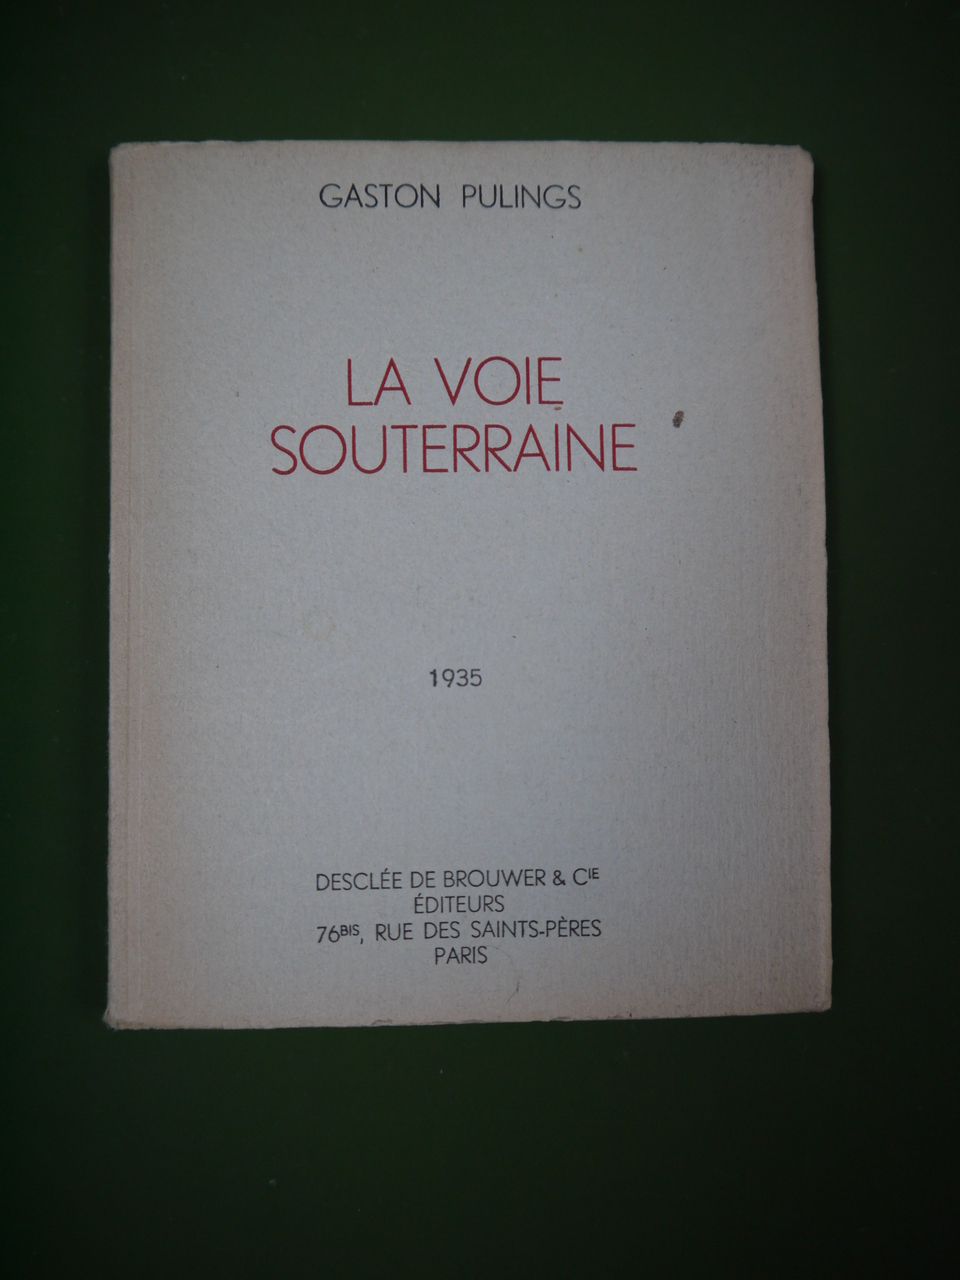 GASTON PULINGS
LA VOIE
SOUTERRAINE
1935
DESCLÉE DE BROUWER & CIE
ÉDITEURS
76BIS, RUE DES SAINTS-PÈRES
PARIS